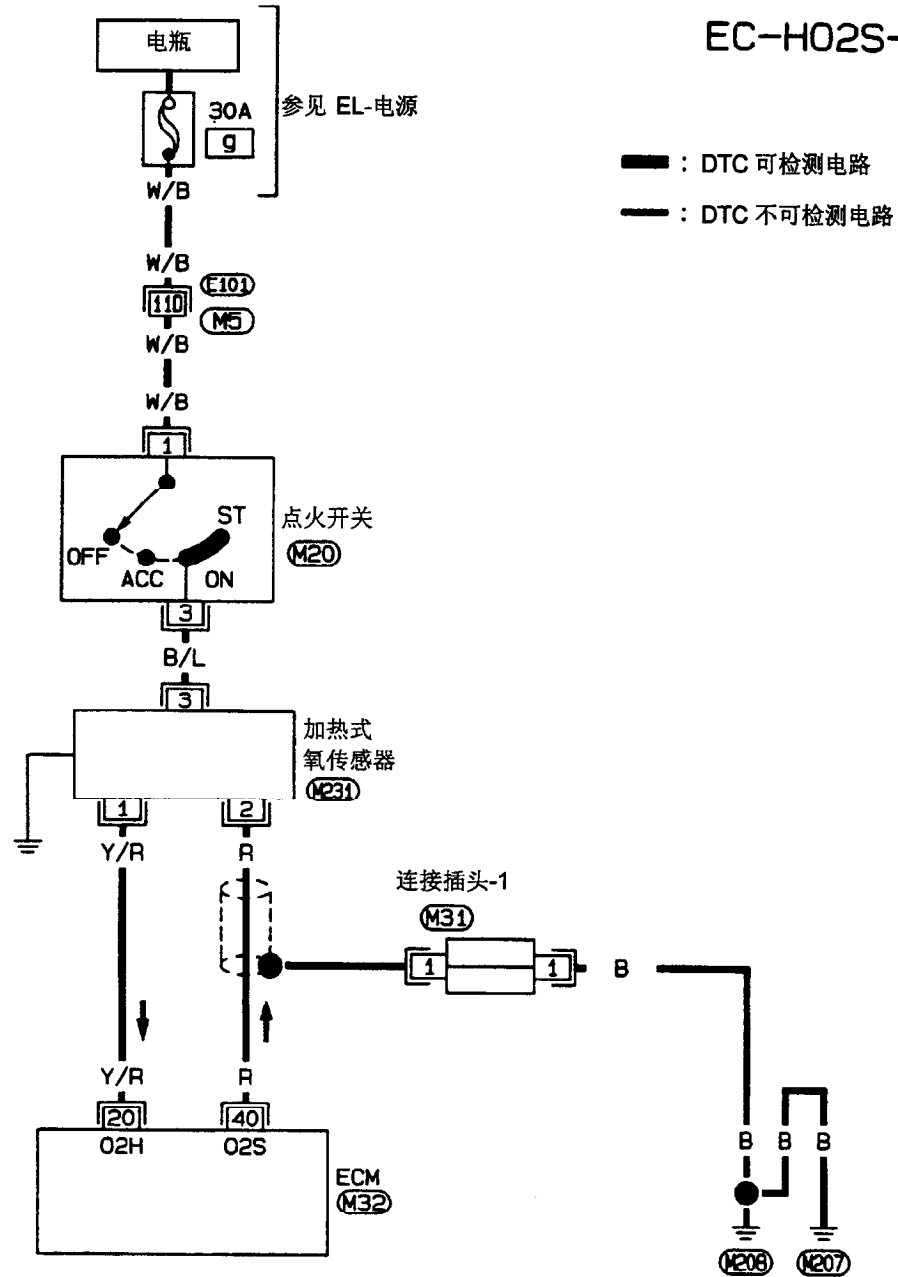 EC-HO2S-
电瓶
参见 EL-电源
30A
g
W/B
: DTC 可检测电路
: DTC 不可检测电路
W/B
E101
110
M5
W/B
W/B
1
点火开关
M20
ST
OFF
ACC
ON
3
B/L
3
加热式
氧传感器
M231
1
2
Y/R
R
连接插头-1
M31
1
1
B
Y/R
R
20
40
O2H
O2S
ECM
M32
B
B
B
M208
M207